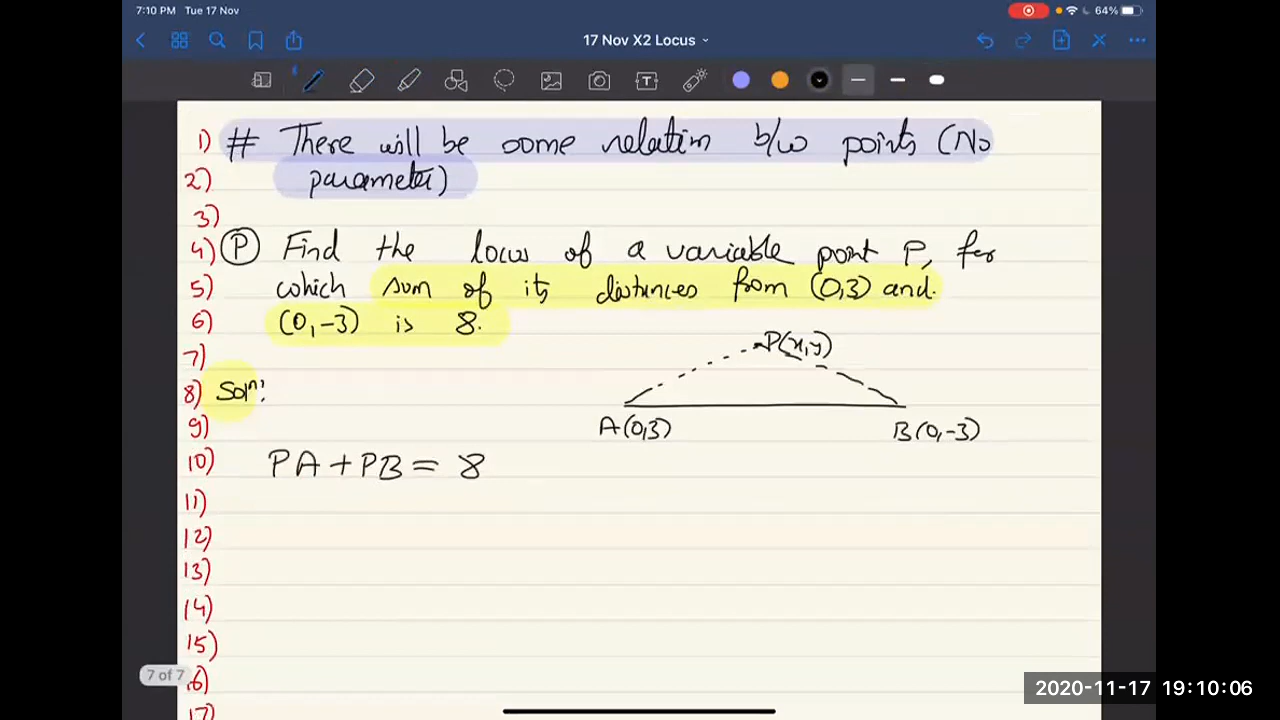 7:10 PM Tue 17 Nov
64%
17 Nov X2 Locus
1) # There will be some relation b/w points (No
2) parameter)
3)
4) (P) Find the locus of a variable point P, for
5) which sum of its distances from (0,3) and.
6) (0,-3) is 8.
7) P(x,y)
8) Soln:
9) A(0,3) B(0,-3)
10) PA+PB = 8
11)
12)
13)
14)
15)
7 of 7
16)
17)
2020-11-17 19:10:06